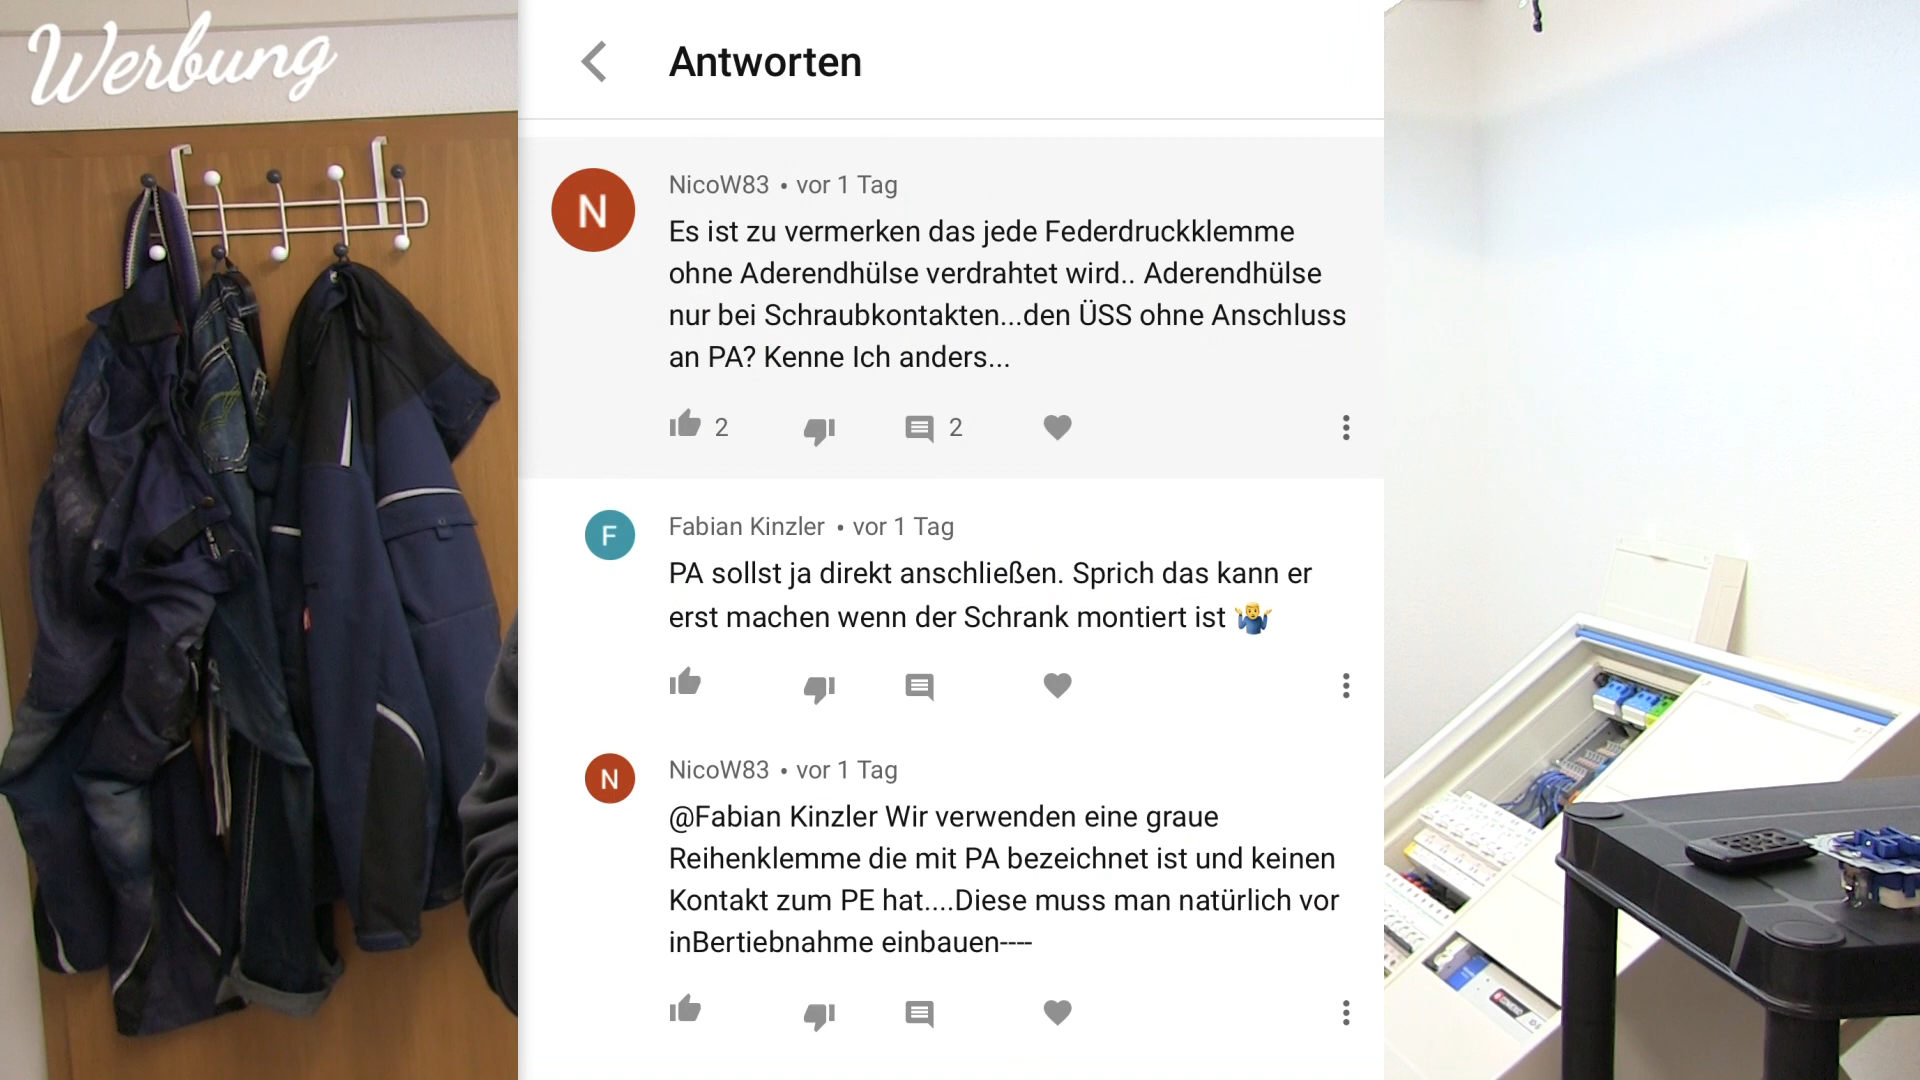 Werbung
Antworten
NicoW83 • vor 1 Tag
Es ist zu vermerken das jede Federdruckklemme
ohne Aderendhülse verdrahtet wird.. Aderendhülse
nur bei Schraubkontakten...den ÜSS ohne Anschluss
an PA? Kenne Ich anders...
2
2
Fabian Kinzler • vor 1 Tag
PA sollst ja direkt anschließen. Sprich das kann er
erst machen wenn der Schrank montiert ist 🤷‍♂️
NicoW83 • vor 1 Tag
@Fabian Kinzler Wir verwenden eine graue
Reihenklemme die mit PA bezeichnet ist und keinen
Kontakt zum PE hat....Diese muss man natürlich vor
inBertiebnahme einbauen----